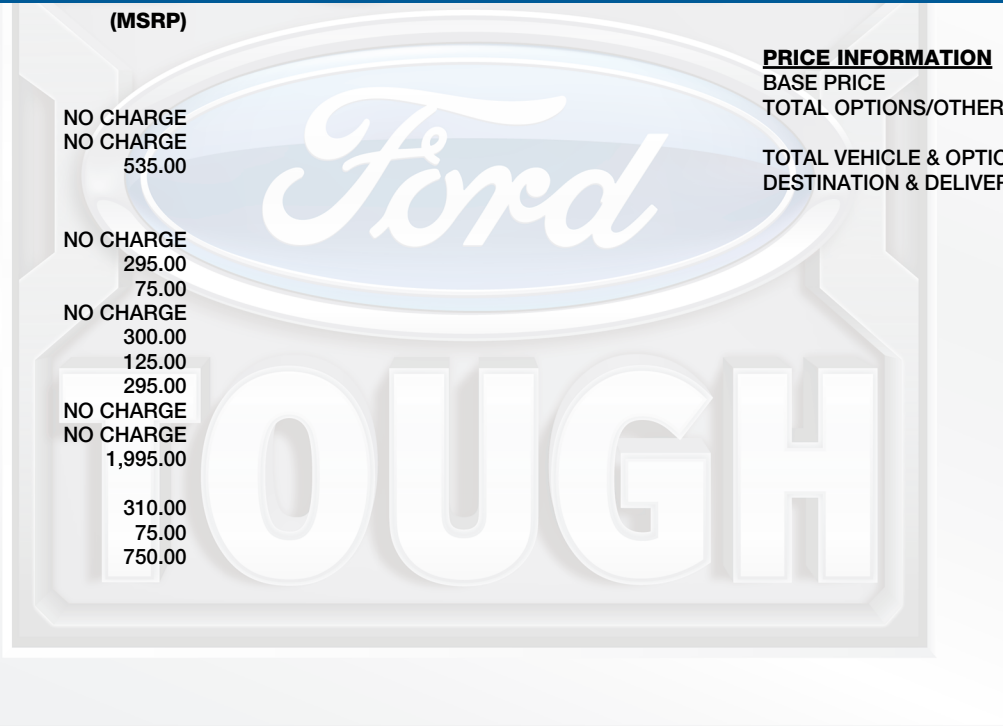 (MSRP)
NO CHARGE
NO CHARGE
535.00
NO CHARGE
295.00
75.00
NO CHARGE
300.00
125.00
295.00
NO CHARGE
NO CHARGE
1,995.00
310.00
75.00
750.00
PRICE INFORMATION
BASE PRICE
TOTAL OPTIONS/OTHER
TOTAL VEHICLE & OPTIO
DESTINATION & DELIVER
Ford
TOUGH